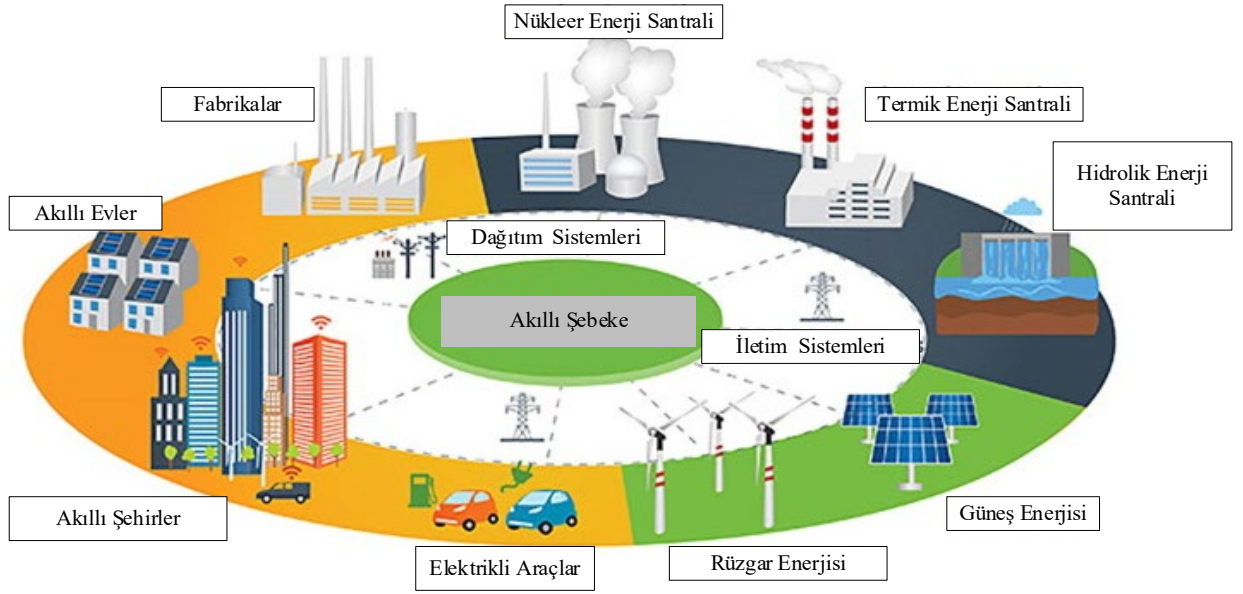 Nükleer Enerji Santrali
Fabrikalar
Termik Enerji Santrali
Hidrolik Enerji
Santrali
Akıllı Evler
Dağıtım Sistemleri
Akıllı Şebeke
İletim Sistemleri
Akıllı Şehirler
Güneş Enerjisi
Rüzgar Enerjisi
Elektrikli Araçlar